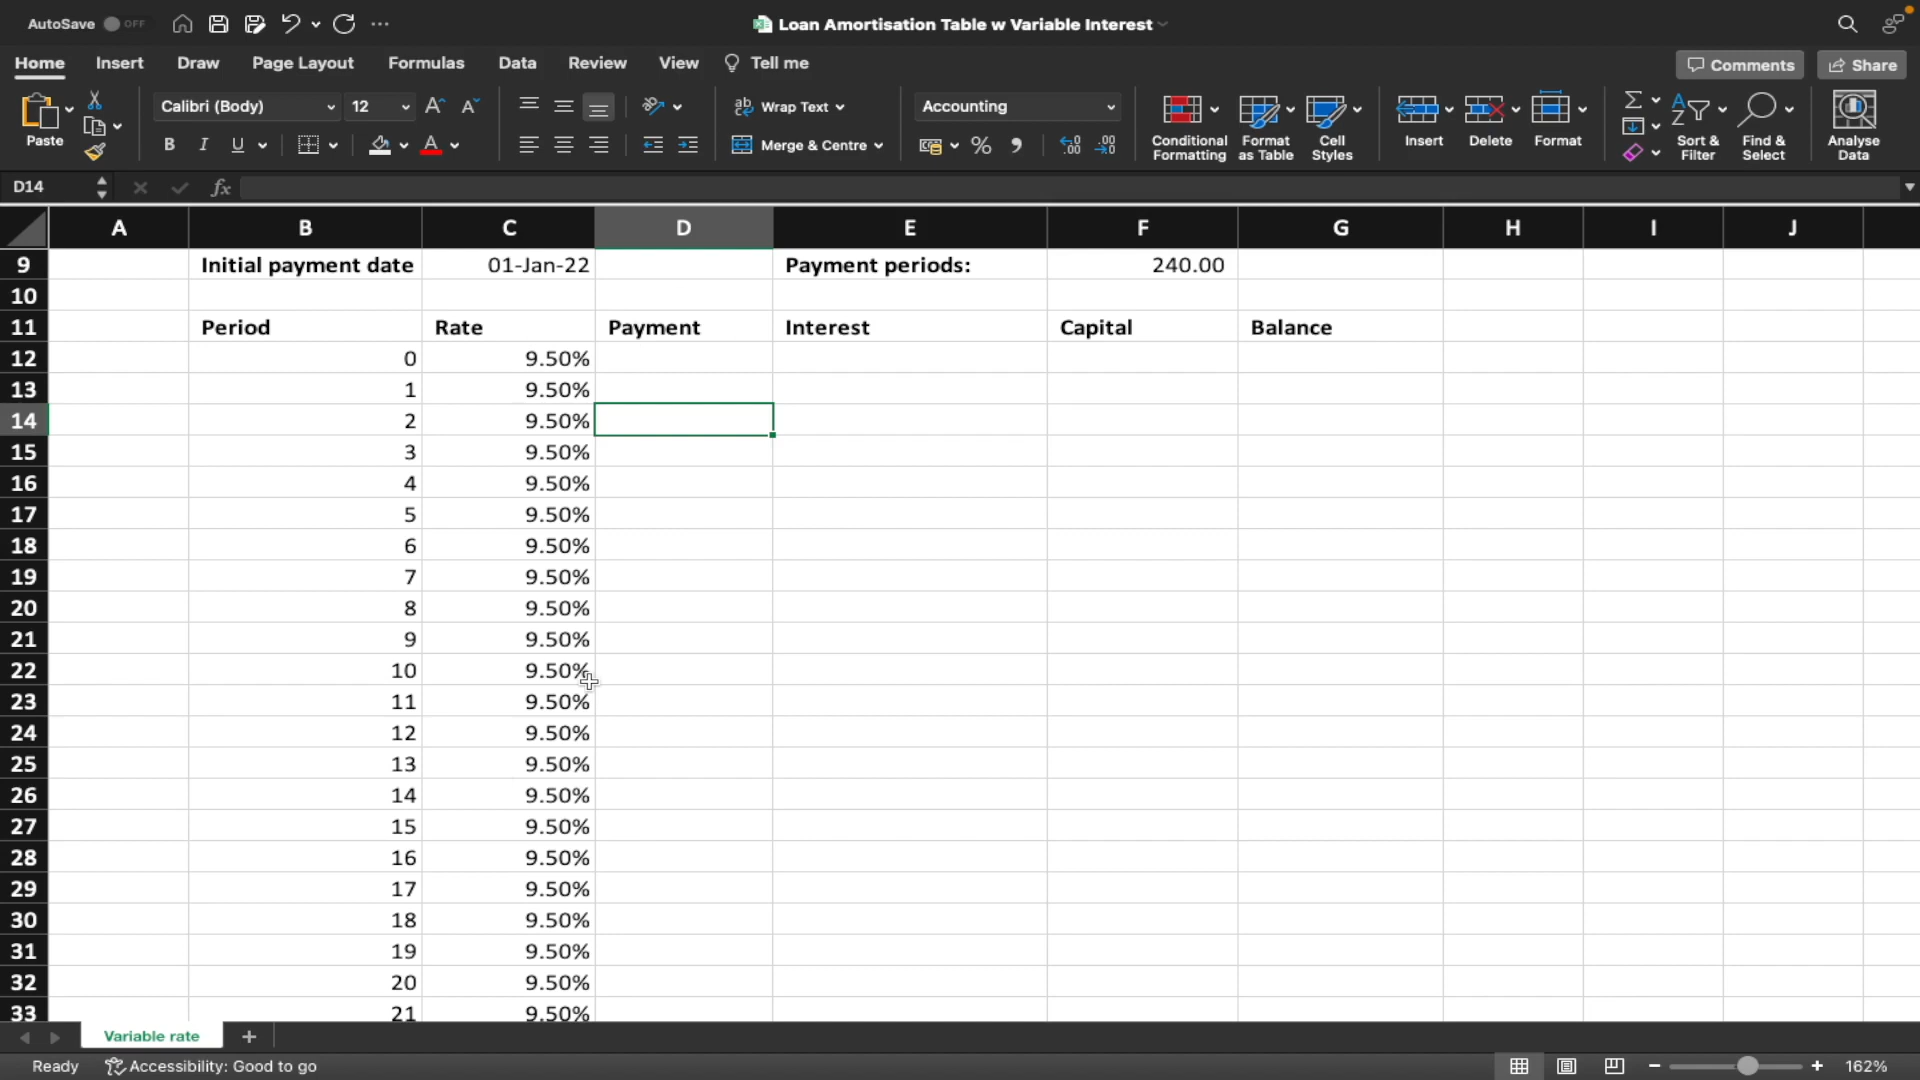 AutoSave OFF Loan Amortisation Table w Variable Interest
Home Insert Draw Page Layout Formulas Data Review View Tell me Comments Share
Paste
Calibri (Body) 12 A A
B I U A
ab Wrap Text
Merge & Centre
Accounting
% .00 .00
Conditional Formatting
Format as Table
Cell Styles
Insert
Delete
Format
Sort & Filter
Find & Select
Analyse Data
D14 fx
A B C D E F G H I J
9 Initial payment date 01-Jan-22 Payment periods: 240.00
10
11 Period Rate Payment Interest Capital Balance
12 0 9.50%
13 1 9.50%
14 2 9.50%
15 3 9.50%
16 4 9.50%
17 5 9.50%
18 6 9.50%
19 7 9.50%
20 8 9.50%
21 9 9.50%
22 10 9.50%
23 11 9.50%
24 12 9.50%
25 13 9.50%
26 14 9.50%
27 15 9.50%
28 16 9.50%
29 17 9.50%
30 18 9.50%
31 19 9.50%
32 20 9.50%
33 21 9.50%
Variable rate
Ready Accessibility: Good to go 162%